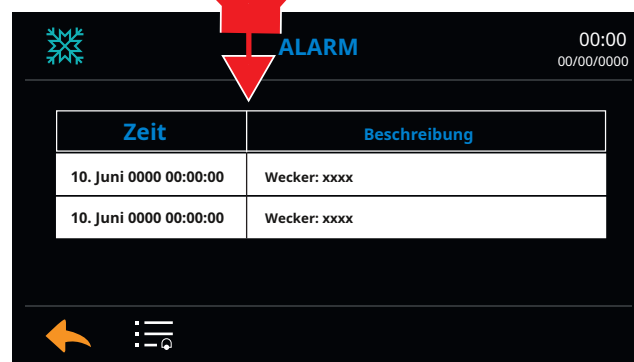 ALARM
00:00
00/00/0000
Zeit
Beschreibung
10. Juni 0000 00:00:00
Wecker: xxxx
10. Juni 0000 00:00:00
Wecker: xxxx